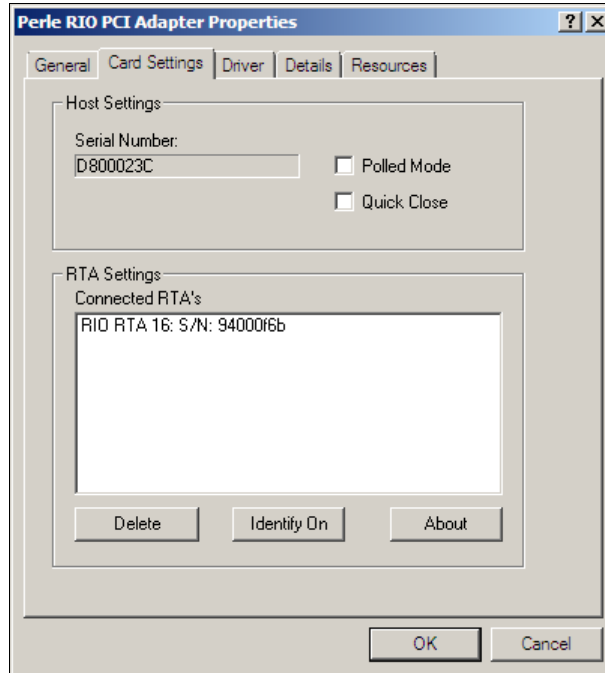 Perle RIO PCI Adapter Properties
General Card Settings Driver Details Resources
Host Settings
Serial Number:
D800023C
Polled Mode
Quick Close
RTA Settings
Connected RTA's
RIO RTA 16: S/N: 94000f6b
Delete Identify On About
OK Cancel